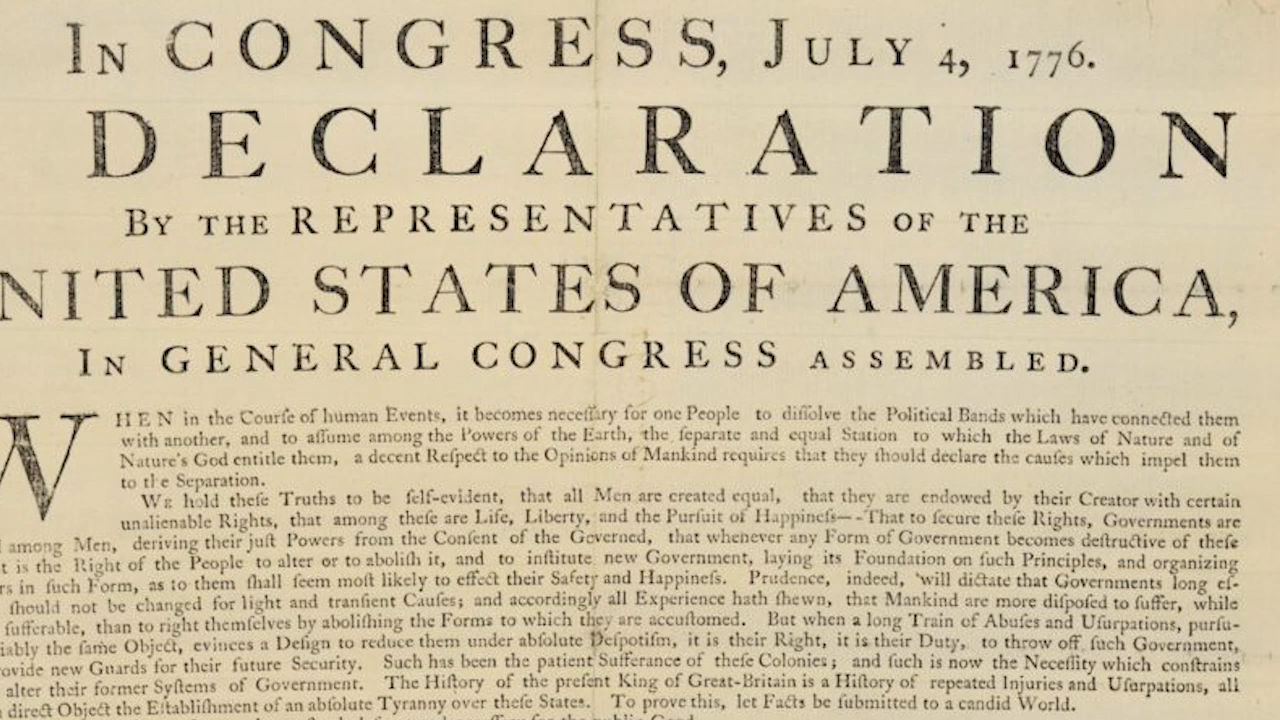 In CONGRESS, July 4, 1776.
DECLARATION
By the REPRESENTATIVES of the
NITED STATES OF AMERICA,
In GENERAL CONGRESS assembled.
WHEN in the Courſe of human Events, it becomes neceſſary for one People to diſſolve the Political Bands which have connected them
with another, and to aſſume among the Powers of the Earth, the ſeparate and equal Station to which the Laws of Nature and of
Nature's God entitle them, a decent Reſpect to the Opinions of Mankind requires that they ſhould declare the cauſes which impel them
to the Separation.
We hold theſe Truths to be ſelf-evident, that all Men are created equal, that they are endowed by their Creator with certain
unalienable Rights, that among theſe are Life, Liberty, and the Purſuit of Happineſs—-That to ſecure theſe Rights, Governments are
among Men, deriving their juſt Powers from the Conſent of the Governed, that whenever any Form of Government becomes deſtructive of theſe
t is the Right of the People to alter or to aboliſh it, and to inſtitute new Government, laying its Foundation on ſuch Principles, and organizing
rs in ſuch Form, as to them ſhall ſeem moſt likely to effect their Safety and Happineſs. Prudence, indeed, will dictate that Governments long eſ-
ſhould not be changed for light and tranſient Cauſes; and accordingly all Experience hath ſhewn, that Mankind are more diſpoſed to ſuffer, while
ſufferable, than to right themſelves by aboliſhing the Forms to which they are accuſtomed. But when a long Train of Abuſes and Uſurpations, purſu-
iably the ſame Object, evinces a Deſign to reduce them under abſolute Deſpotiſm, it is their Right, it is their Duty, to throw off ſuch Government,
rovide new Guards for their future Security. Such has been the patient Sufferance of theſe Colonies; and ſuch is now the Neceſſity which conſtrains
alter their former Syſtems of Government. The Hiſtory of the preſent King of Great-Britain is a Hiſtory of repeated Injuries and Uſurpations, all
direct Object the Eſtabliſhment of an abſolute Tyranny over theſe States. To prove this, let Facts be ſubmitted to a candid World.